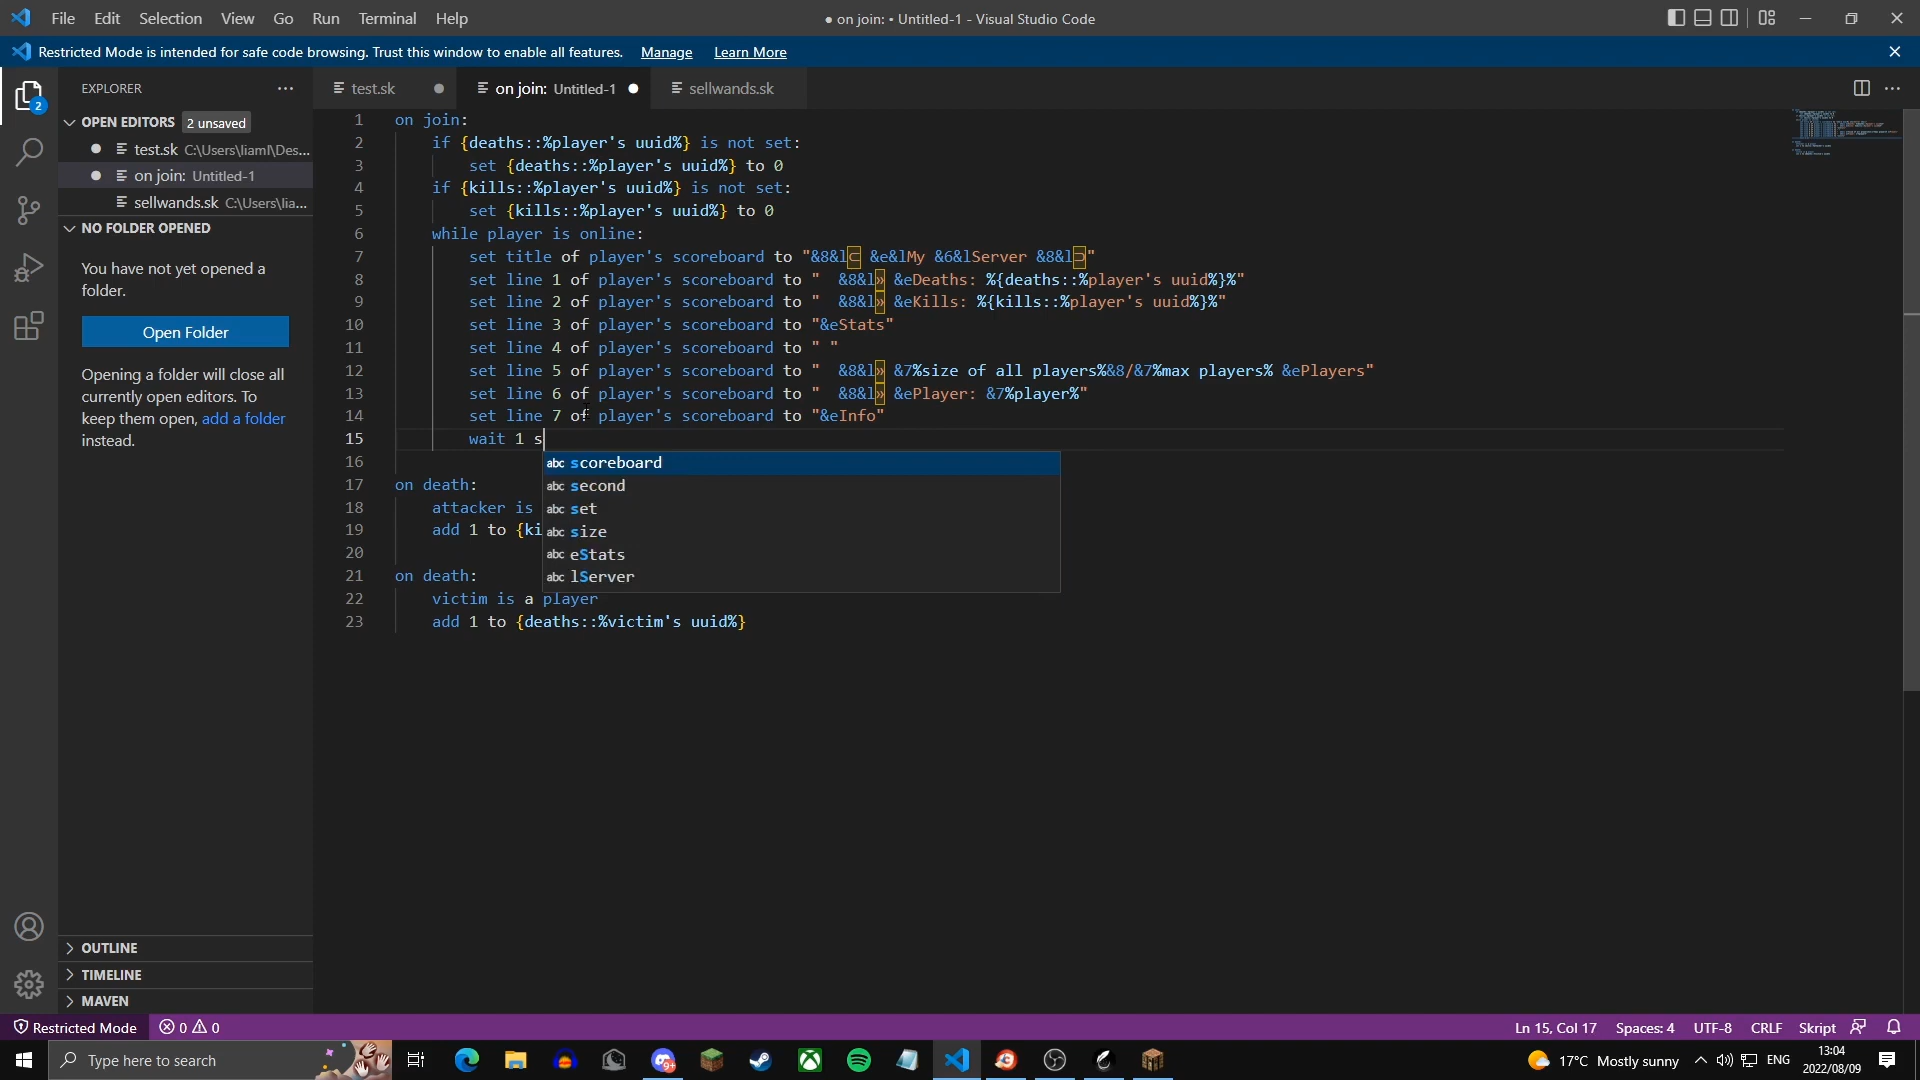 File Edit Selection View Go Run Terminal Help
● on join: • Untitled-1 - Visual Studio Code
Restricted Mode is intended for safe code browsing. Trust this window to enable all features. Manage Learn More
EXPLORER
test.sk
on join: Untitled-1
sellwands.sk
OPEN EDITORS 2 unsaved
test.sk C:\Users\liaml\Des...
on join: Untitled-1
sellwands.sk C:\Users\lia...
NO FOLDER OPENED
You have not yet opened a
folder.
Open Folder
Opening a folder will close all
currently open editors. To
keep them open, add a folder
instead.
OUTLINE
TIMELINE
MAVEN
1 on join:
2 if {deaths::%player's uuid%} is not set:
3 set {deaths::%player's uuid%} to 0
4 if {kills::%player's uuid%} is not set:
5 set {kills::%player's uuid%} to 0
6 while player is online:
7 set title of player's scoreboard to "&8&l⊂ &e&lMy &6&lServer &8&l⊃"
8 set line 1 of player's scoreboard to "  &8&l» &eDeaths: %{deaths::%player's uuid%}%"
9 set line 2 of player's scoreboard to "  &8&l» &eKills: %{kills::%player's uuid%}%"
10 set line 3 of player's scoreboard to "&eStats"
11 set line 4 of player's scoreboard to " "
12 set line 5 of player's scoreboard to "  &8&l» &7%size of all players%&8/&7%max players% &ePlayers"
13 set line 6 of player's scoreboard to "  &8&l» &ePlayer: &7%player%"
14 set line 7 of player's scoreboard to "&eInfo"
15 wait 1 s
16
17 on death:
18 attacker is
19 add 1 to {ki
20
21 on death:
22 victim is a player
23 add 1 to {deaths::%victim's uuid%}
abc scoreboard
abc second
abc set
abc size
abc eStats
abc lServer
2
Restricted Mode 0 0
Ln 15, Col 17 Spaces: 4 UTF-8 CRLF Skript
Type here to search
9+
17°C Mostly sunny
ENG
13:04
2022/08/09